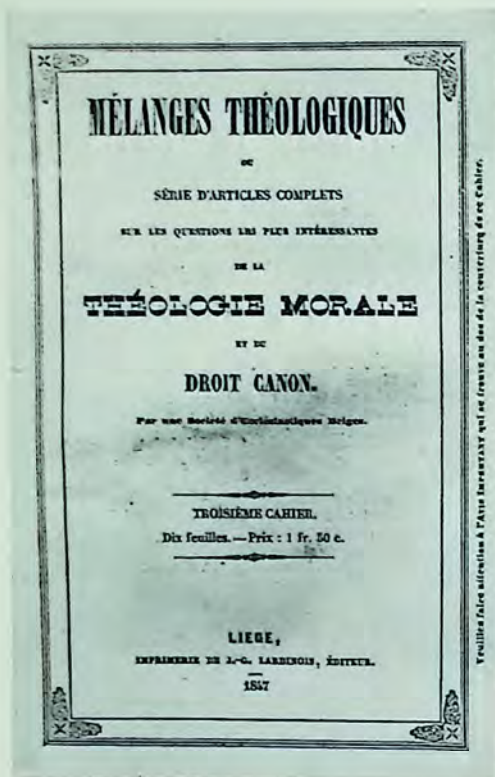 MÉLANGES THÉOLOGIQUES
OU
SÉRIE D'ARTICLES COMPLETS
SUR LES QUESTIONS LES PLUS INTÉRESSANTES
DE LA
THÉOLOGIE MORALE
ET DU
DROIT CANON.
Par une Société d'Ecclésiastiques Belges.
TROISIÈME CAHIER.
Dix feuilles. — Prix : 1 fr. 50 c.
LIEGE,
IMPRIMERIE DE J.-G. LARDINOIS, ÉDITEUR.
1847
Veuillez faire attention à l'Avis IMPORTANT qui se trouve au dos de la couverture de ce Cahier.